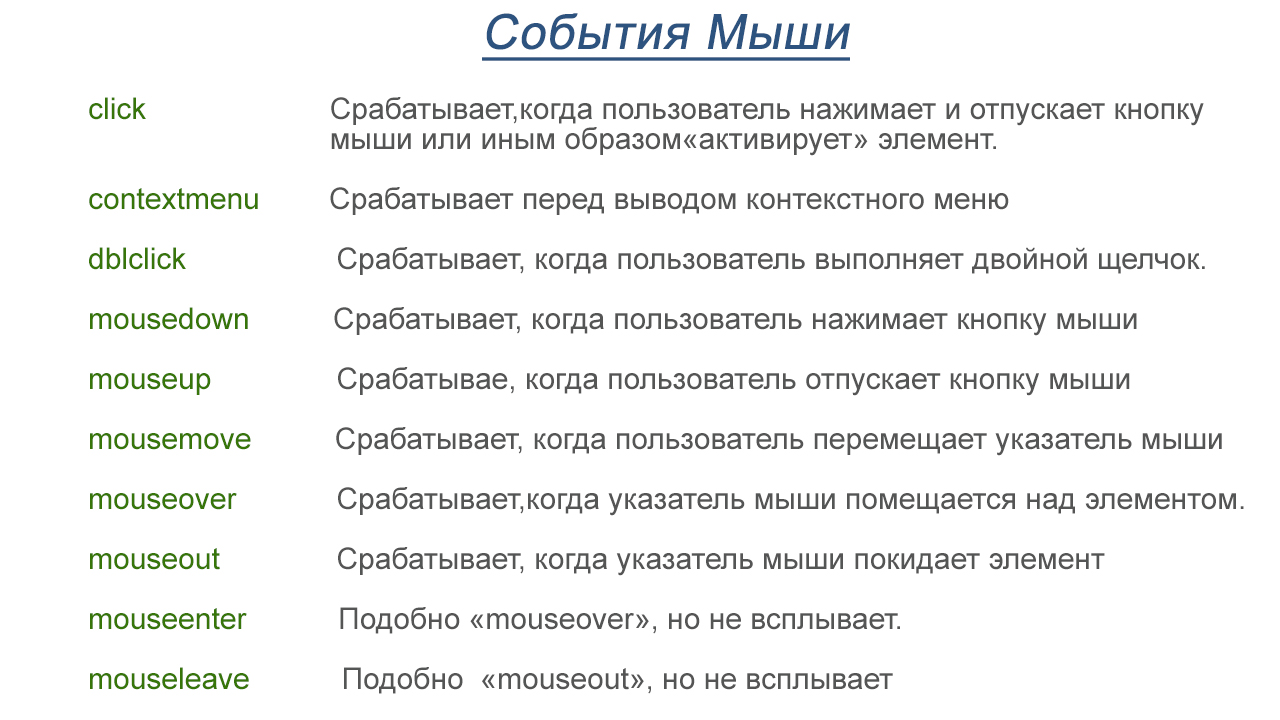 События Мыши
click Срабатывает,когда пользователь нажимает и отпускает кнопку
мыши или иным образом«активирует» элемент.
contextmenu Срабатывает перед выводом контекстного меню
dblclick Срабатывает, когда пользователь выполняет двойной щелчок.
mousedown Срабатывает, когда пользователь нажимает кнопку мыши
mouseup Срабатывае, когда пользователь отпускает кнопку мыши
mousemove Срабатывает, когда пользователь перемещает указатель мыши
mouseover Срабатывает,когда указатель мыши помещается над элементом.
mouseout Срабатывает, когда указатель мыши покидает элемент
mouseenter Подобно «mouseover», но не всплывает.
mouseleave Подобно «mouseout», но не всплывает